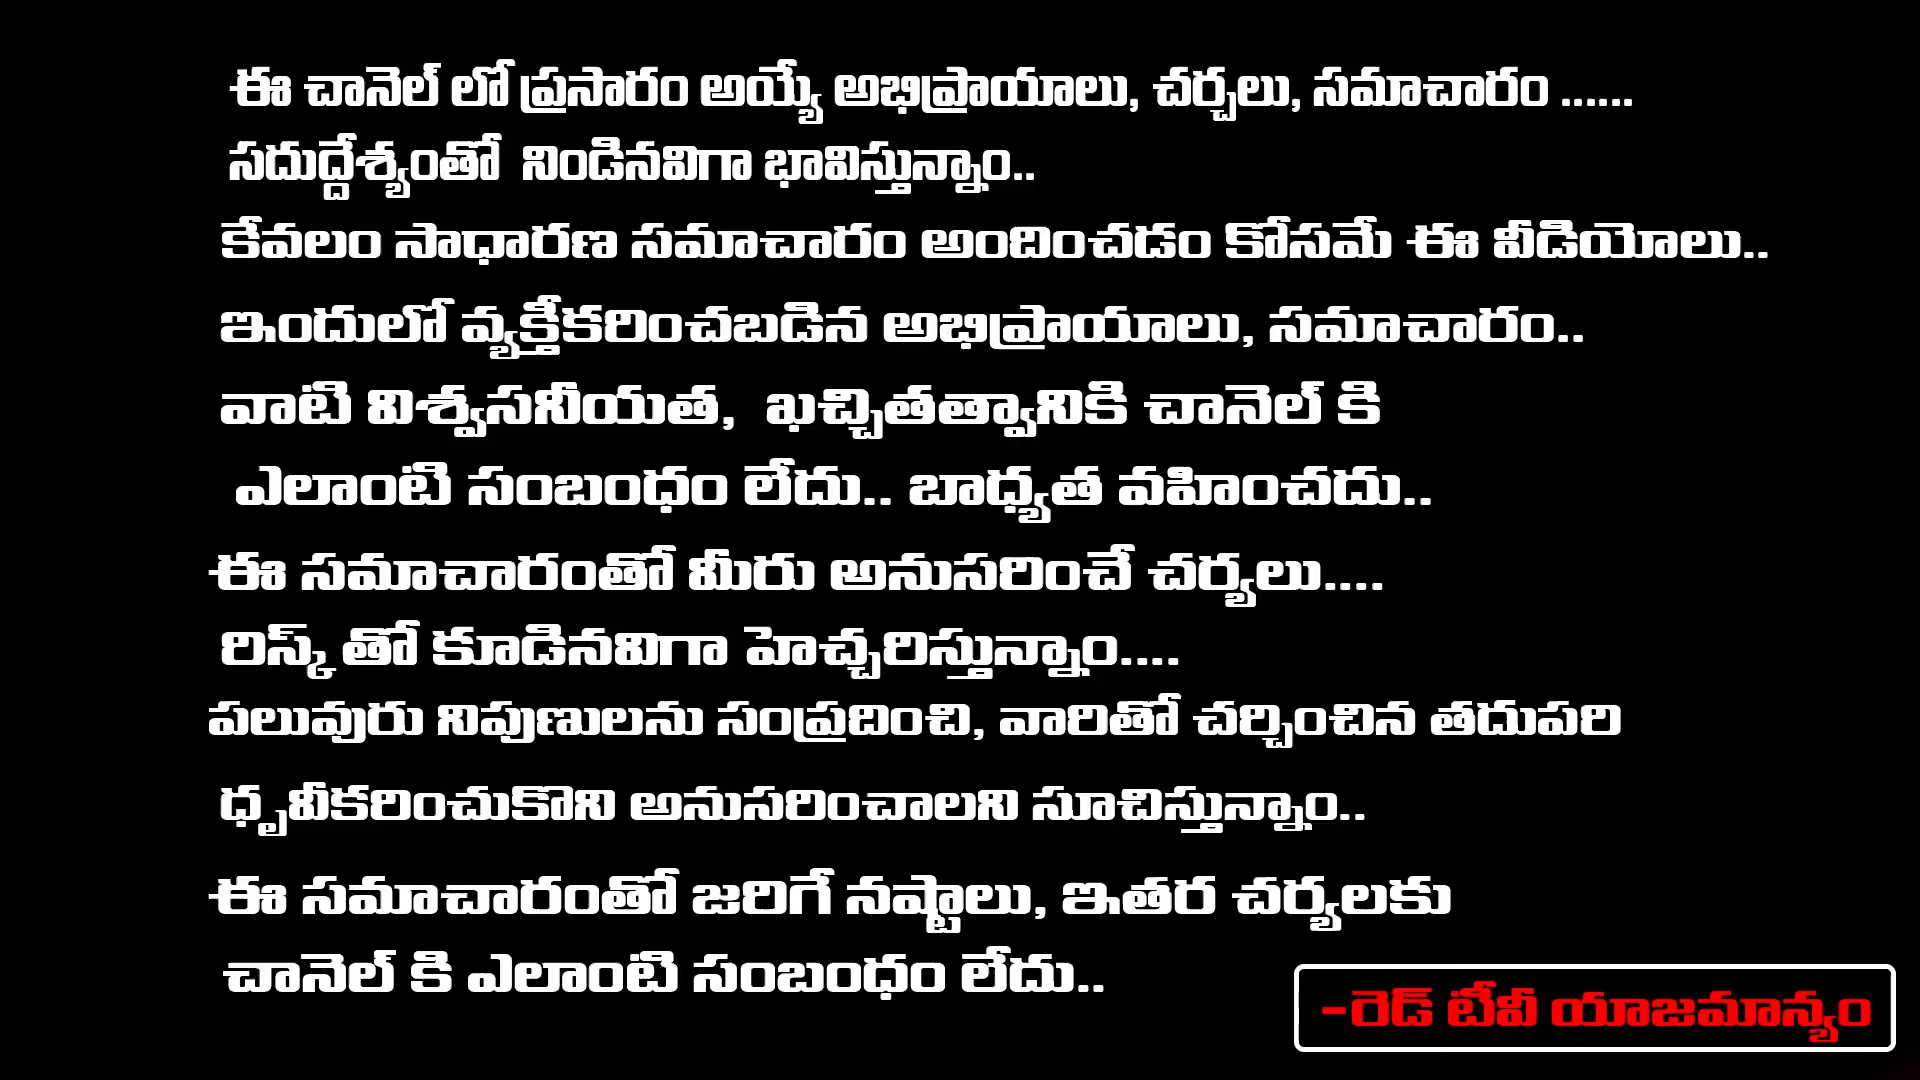 ఈ చానెల్ లో ప్రసారం అయ్యే అభిప్రాయాలు, చర్చలు, సమాచారం ......
సదుద్దేశ్యంతో నిండినవిగా భావిస్తున్నాం..
కేవలం సాధారణ సమాచారం అందించడం కోసమే ఈ వీడియోలు..
ఇందులో వ్యక్తీకరించబడిన అభిప్రాయాలు, సమాచారం..
వాటి విశ్వసనీయత, ఖచ్చితత్వానికి చానెల్ కి
ఎలాంటి సంబంధం లేదు.. బాధ్యత వహించదు..
ఈ సమాచారంతో మీరు అనుసరించే చర్యలు....
రిస్క్ తో కూడినవిగా హెచ్చరిస్తున్నాం....
పలువురు నిపుణులను సంప్రదించి, వారితో చర్చించిన తదుపరి
ధృవీకరించుకొని అనుసరించాలని సూచిస్తున్నాం..
ఈ సమాచారంతో జరిగే నష్టాలు, ఇతర చర్యలకు
చానెల్ కి ఎలాంటి సంబంధం లేదు..
-రెడ్ టీవీ యాజమాన్యం